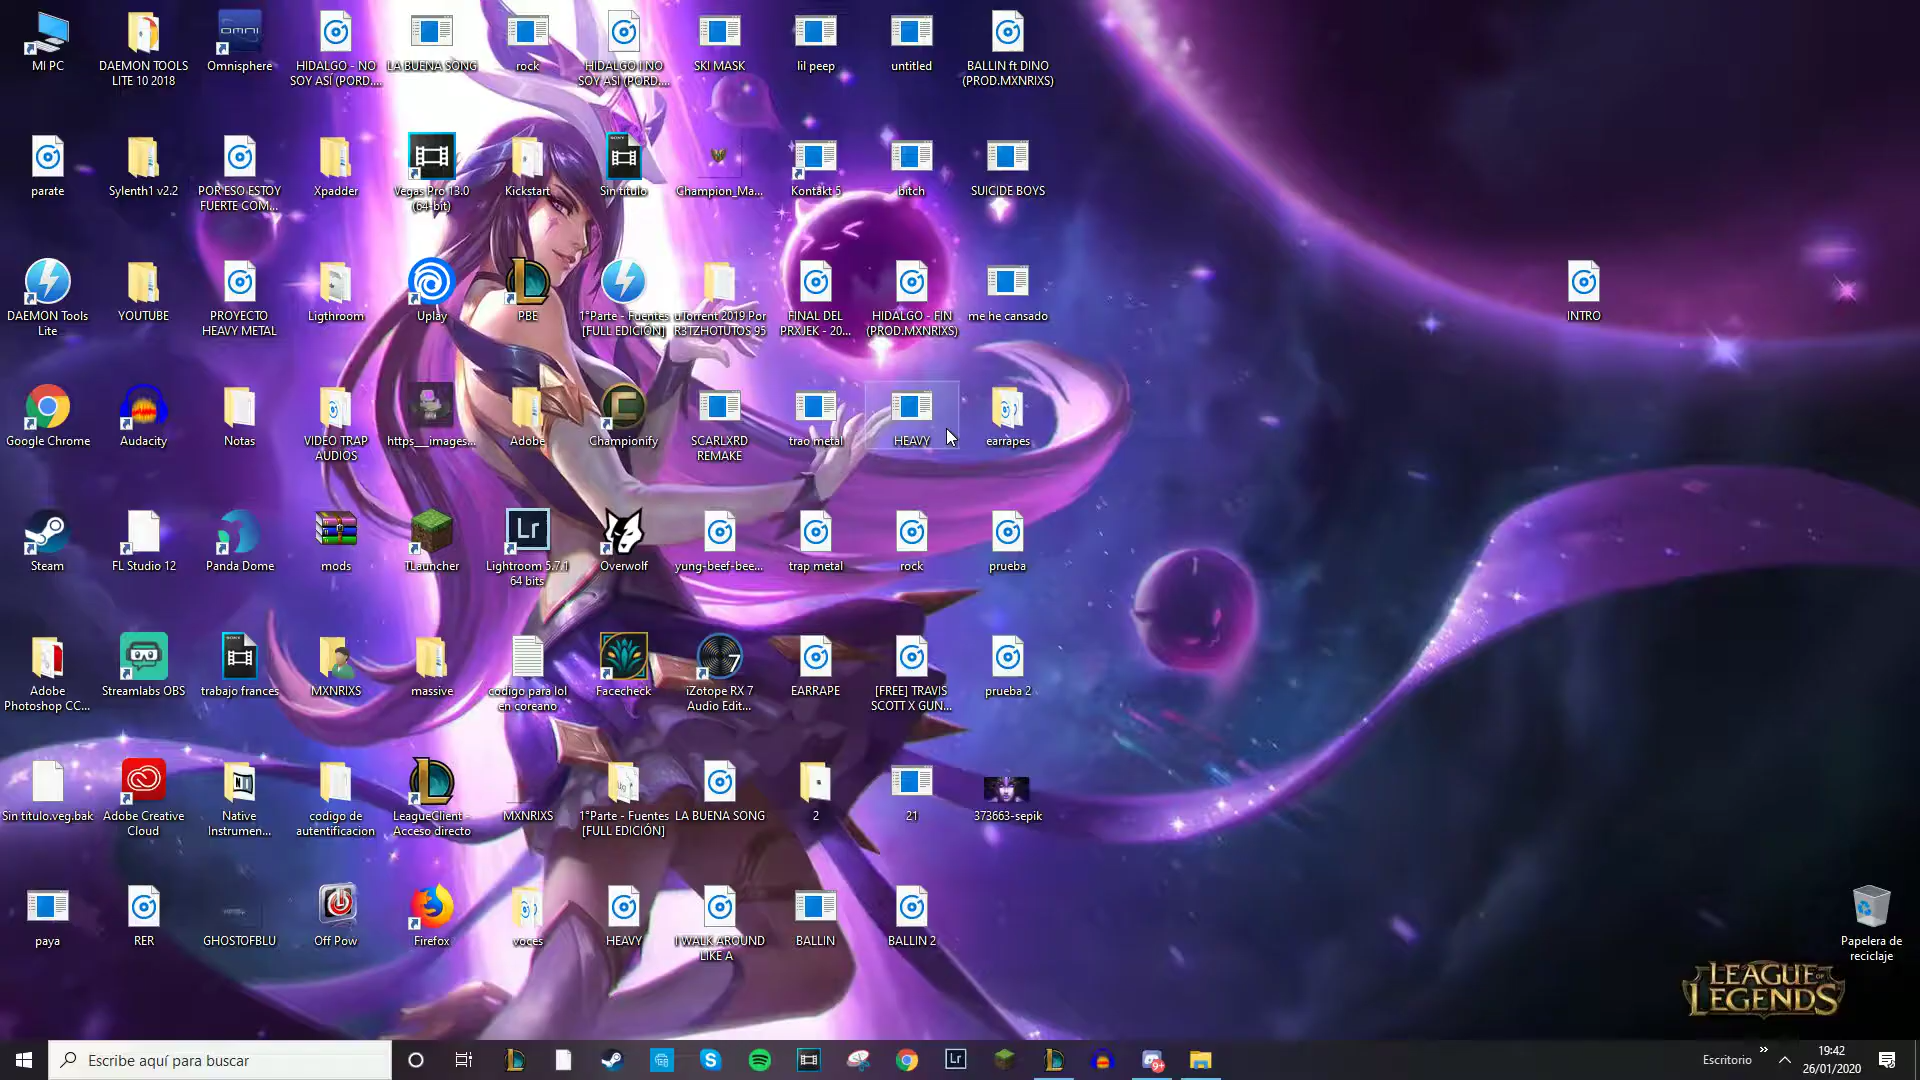 MI PC
DAEMON TOOLS
LITE 10 2018
Omnisphere
HIDALGO - NO
SOY ASÍ (PORD....
LA BUENA SONG
rock
HIDALGO I NO
SOY ASI (PORD....
SKI MASK
lil peep
untitled
BALLIN ft DINO
(PROD.MXNRIXS)
parate
Sylenth1 v2.2
POR ESO ESTOY
FUERTE COM...
Xpadder
Vegas Pro 13.0
(64-bit)
Kickstart
Sin título
Champion_Ma...
Kontakt 5
bitch
SUICIDE BOYS
DAEMON Tools
Lite
YOUTUBE
PROYECTO
HEAVY METAL
Ligthroom
Uplay
PBE
1°Parte - Fuentes
[FULL EDICIÓN]
uTorrent 2019 Por
R3TZHOTUTOS 95
FINAL DEL
PRXJEK - 20...
HIDALGO - FIN
(PROD.MXNRIXS)
me he cansado
INTRO
Google Chrome
Audacity
Notas
VIDEO TRAP
AUDIOS
https__images...
Adobe
Championify
SCARLXRD
REMAKE
trao metal
HEAVY
earrapes
Steam
FL Studio 12
Panda Dome
mods
TLauncher
Lr
Lightroom 5.7.1
64 bits
Overwolf
yung-beef-bee...
trap metal
rock
prueba
Adobe
Photoshop CC...
Streamlabs OBS
trabajo frances
MXNRIXS
massive
codigo para lol
en coreano
Facecheck
7
iZotope RX 7
Audio Edit...
EARRAPE
[FREE] TRAVIS
SCOTT X GUN...
prueba 2
Sin título.veg.bak
Adobe Creative
Cloud
Native
Instrumen...
codigo de
autentificacion
LeagueClient -
Acceso directo
MXNRIXS
1°Parte - Fuentes
[FULL EDICIÓN]
LA BUENA SONG
2
21
373663-sepik
paya
RER
GHOSTOFBLU
Off Pow
Firefox
voces
HEAVY
I WALK AROUND
LIKE A
BALLIN
BALLIN 2
Papelera de
reciclaje
LEAGUE OF
LEGENDS
Escribe aquí para buscar
Lr
9+
Escritorio
19:42
26/01/2020